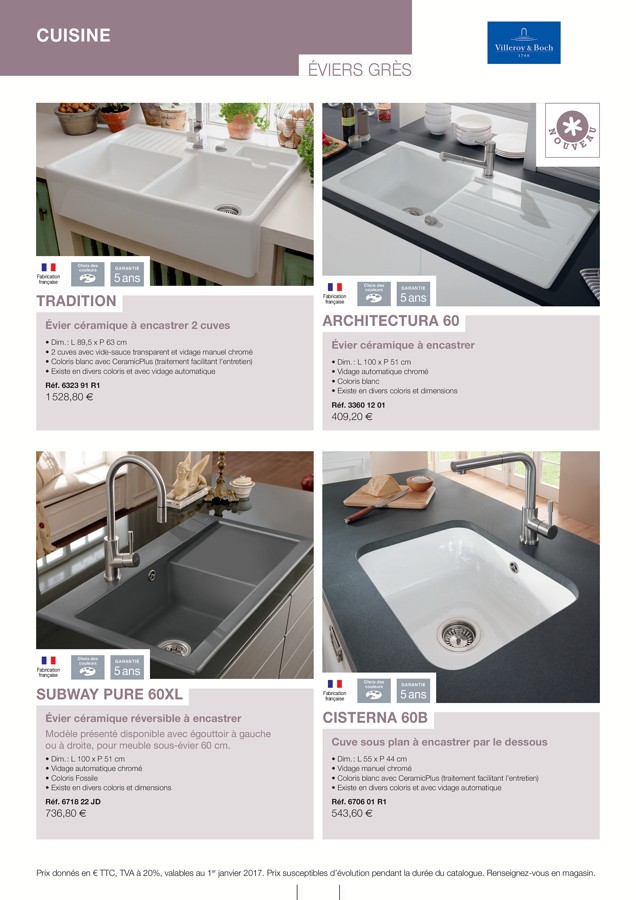 CUISINE
Villeroy & Boch
1748
ÉVIERS GRÈS
NOUVEAU
Fabrication
française
Choix des
couleurs
GARANTIE
5 ans
TRADITION
Évier céramique à encastrer 2 cuves
• Dim. : L 89,5 x P 63 cm
• 2 cuves avec vide-sauce transparent et vidage manuel chromé
• Coloris blanc avec CeramicPlus (traitement facilitant l'entretien)
• Existe en divers coloris et avec vidage automatique
Réf. 6323 91 R1
1 528,80 €
Fabrication
française
Choix des
couleurs
GARANTIE
5 ans
ARCHITECTURA 60
Évier céramique à encastrer
• Dim. : L 100 x P 51 cm
• Vidage automatique chromé
• Coloris blanc
• Existe en divers coloris et dimensions
Réf. 3360 12 01
409,20 €
Fabrication
française
Choix des
couleurs
GARANTIE
5 ans
SUBWAY PURE 60XL
Évier céramique réversible à encastrer
Modèle présenté disponible avec égouttoir à gauche
ou à droite, pour meuble sous-évier 60 cm.
• Dim. : L 100 x P 51 cm
• Vidage automatique chromé
• Coloris Fossile
• Existe en divers coloris et dimensions
Réf. 6718 22 JD
736,80 €
Fabrication
française
Choix des
couleurs
GARANTIE
5 ans
CISTERNA 60B
Cuve sous plan à encastrer par le dessous
• Dim. : L 55 x P 44 cm
• Vidage manuel chromé
• Coloris blanc avec CeramicPlus (traitement facilitant l'entretien)
• Existe en divers coloris et avec vidage automatique
Réf. 6706 01 R1
543,60 €
Prix donnés en € TTC, TVA à 20%, valables au 1er janvier 2017. Prix susceptibles d'évolution pendant la durée du catalogue. Renseignez-vous en magasin.